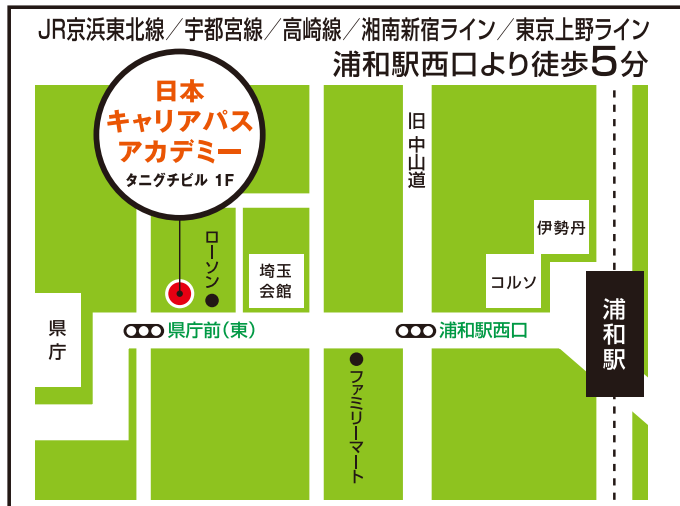 JR京浜東北線／宇都宮線／高崎線／湘南新宿ライン／東京上野ライン
浦和駅西口より徒歩5分
日本
キャリアパス
アカデミー
タニグチビル 1F
旧中山道
伊勢丹
コルソ
ローソン
埼玉
会館
浦和駅
県庁
県庁前(東)
浦和駅西口
ファミリーマート